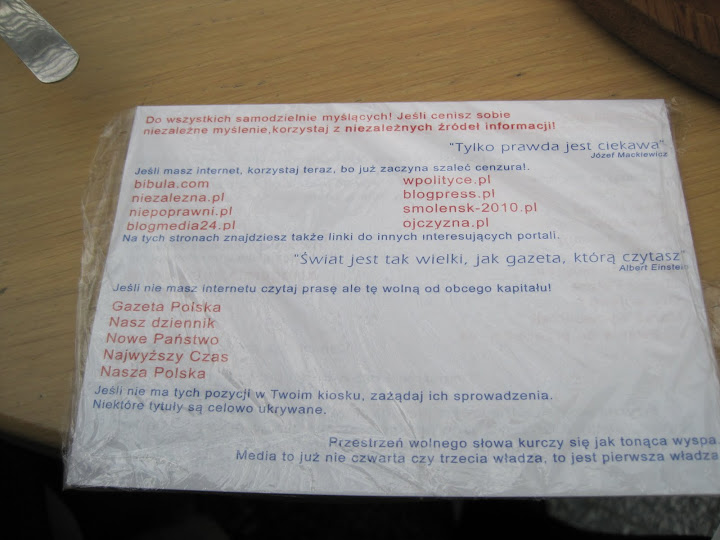 Do wszystkich samodzielnie myślących! Jeśli cenisz sobie
niezależne myślenie,korzystaj z niezależnych źródeł informacji!
"Tylko prawda jest ciekawa"
Józef Mackiewicz
Jeśli masz internet, korzystaj teraz, bo już zaczyna szaleć cenzura!.
bibula.com
wpolityce.pl
niezalezna.pl
blogpress.pl
niepoprawni.pl
smolensk-2010.pl
blogmedia24.pl
ojczyzna.pl
Na tych stronach znajdziesz także linki do innych interesujących portali.
"Świat jest tak wielki, jak gazeta, którą czytasz"
Albert Einstein
Jeśli nie masz internetu czytaj prasę ale tę wolną od obcego kapitału!
Gazeta Polska
Nasz dziennik
Nowe Państwo
Najwyższy Czas
Nasza Polska
Jeśli nie ma tych pozycji w Twoim kiosku, zażądaj ich sprowadzenia.
Niektóre tytuły są celowo ukrywane.
Przestrzeń wolnego słowa kurczy się jak tonąca wyspa.
Media to już nie czwarta czy trzecia władza, to jest pierwsza władza